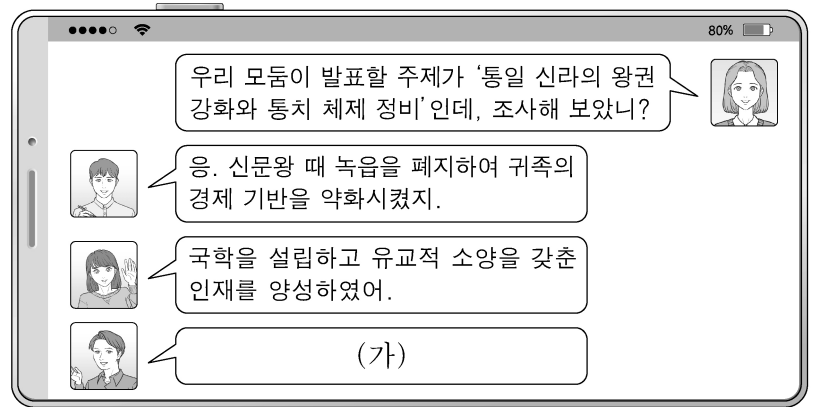 80%
우리 모둠이 발표할 주제가 ‘통일 신라의 왕권
강화와 통치 체제 정비’인데, 조사해 보았니?
응. 신문왕 때 녹읍을 폐지하여 귀족의
경제 기반을 약화시켰지.
국학을 설립하고 유교적 소양을 갖춘
인재를 양성하였어.
(가)